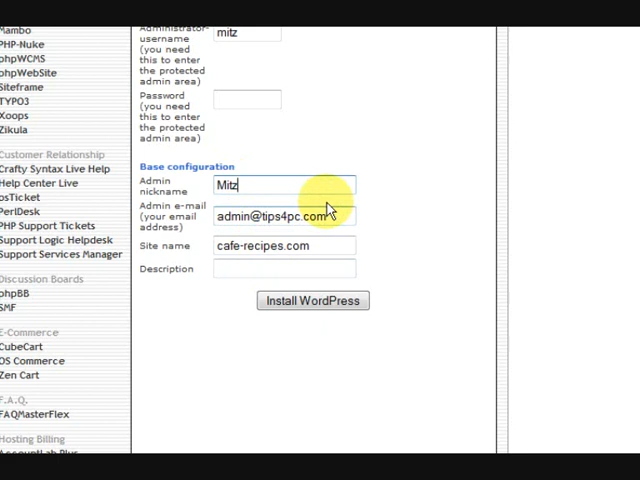 Mambo
PHP-Nuke
phpWCMS
phpWebSite
Siteframe
TYPO3
Xoops
Zikula
Customer Relationship
Crafty Syntax Live Help
Help Center Live
osTicket
PerlDesk
PHP Support Tickets
Support Logic Helpdesk
Support Services Manager
Discussion Boards
phpBB
SMF
E-Commerce
CubeCart
OS Commerce
Zen Cart
F.A.Q.
FAQMasterFlex
Hosting Billing
AccountLab Plus
Administrator-
username
(you need
this to enter
the protected
admin area)
mitz
Password
(you need
this to enter
the protected
admin area)
Base configuration
Admin
nickname
Mitz
Admin e-mail
(your email
address)
admin@tips4pc.com
Site name
cafe-recipes.com
Description
Install WordPress